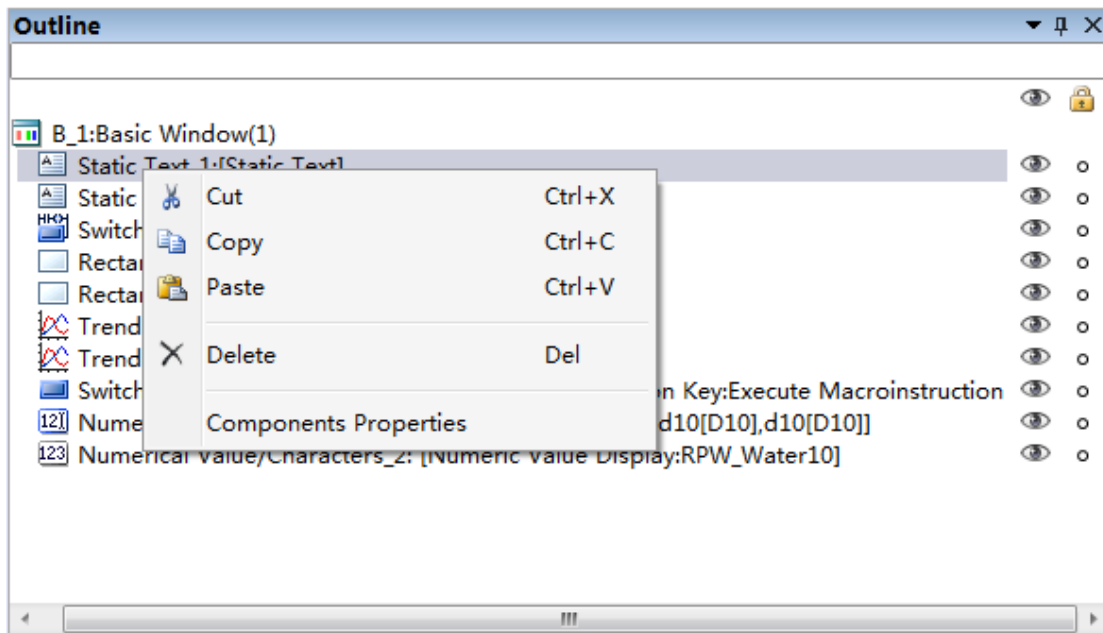 Outline
B_1:Basic Window(1)
Static Text_1:[Static Text]
Static
Cut Ctrl+X
Switch
Copy Ctrl+C
Rectan
Paste Ctrl+V
Rectan
Trend
Trend
Delete Del
Switch on Key:Execute Macroinstruction
Nume d10[D10],d10[D10]]
Components Properties
Numerical Value/Characters_2: [Numeric Value Display:RPW_Water10]